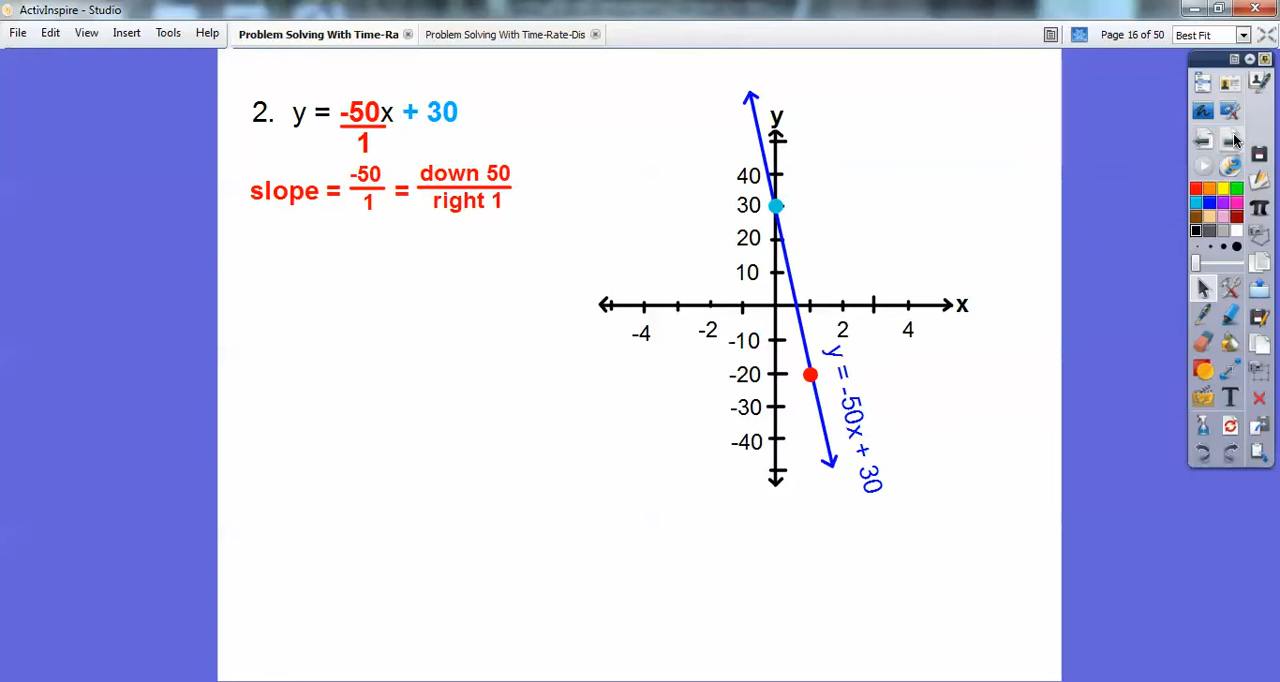 ActivInspire - Studio
File Edit View Insert Tools Help
Problem Solving With Time-Ra
Problem Solving With Time-Rate-Dis
Page 16 of 50
Best Fit
2. y = -50x + 30
1
slope = -50 = down 50
1 right 1
y
40
30
20
10
x
-4 -2 2 4
-10
-20
-30
-40
y = -50x + 30